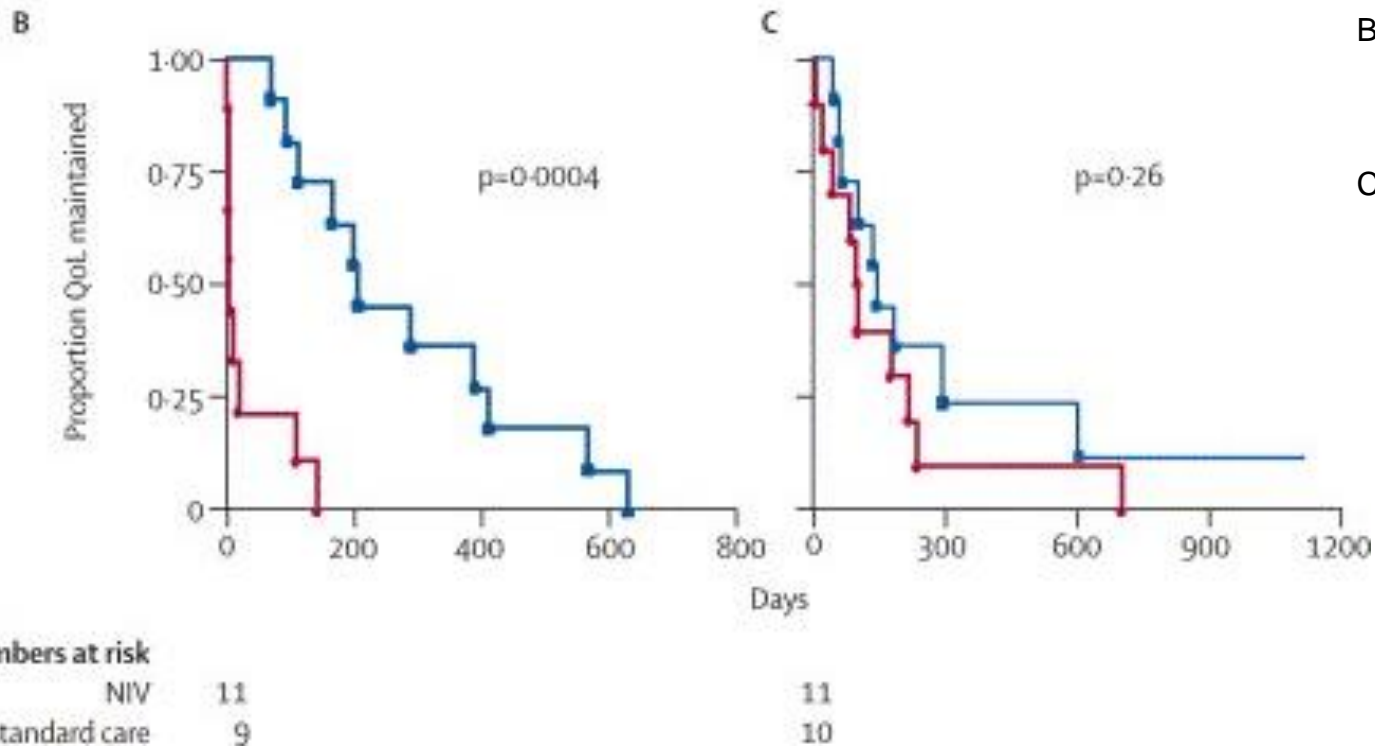 B
C
B
C
Proportion QoL maintained
1·00
0·75
0·50
0·25
0
p=0·0004
p=0·26
0 200 400 600 800
0 300 600 900 1200
Days
mbers at risk
NIV 11 11
tandard care 9 10